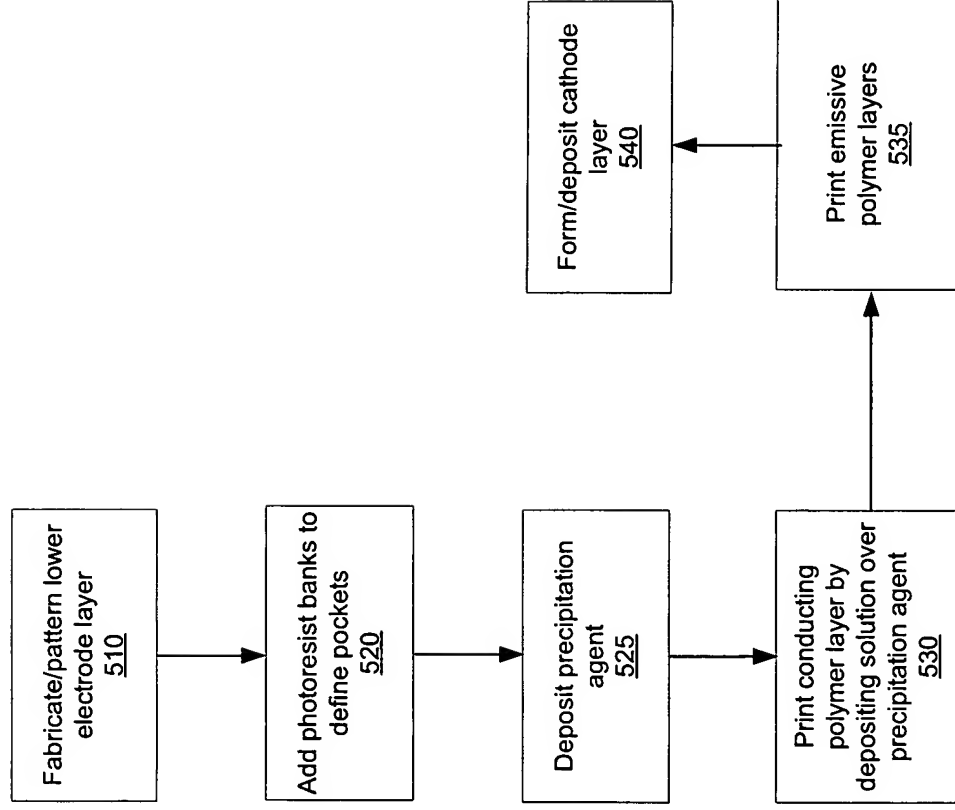 Fabricate/pattern lower
electrode layer
510
Add photoresist banks to
define pockets
520
Deposit precipitation
agent
525
Print conducting
polymer layer by
depositing solution over
precipitation agent
530
Print emissive
polymer layers
535
Form/deposit cathode
layer
540